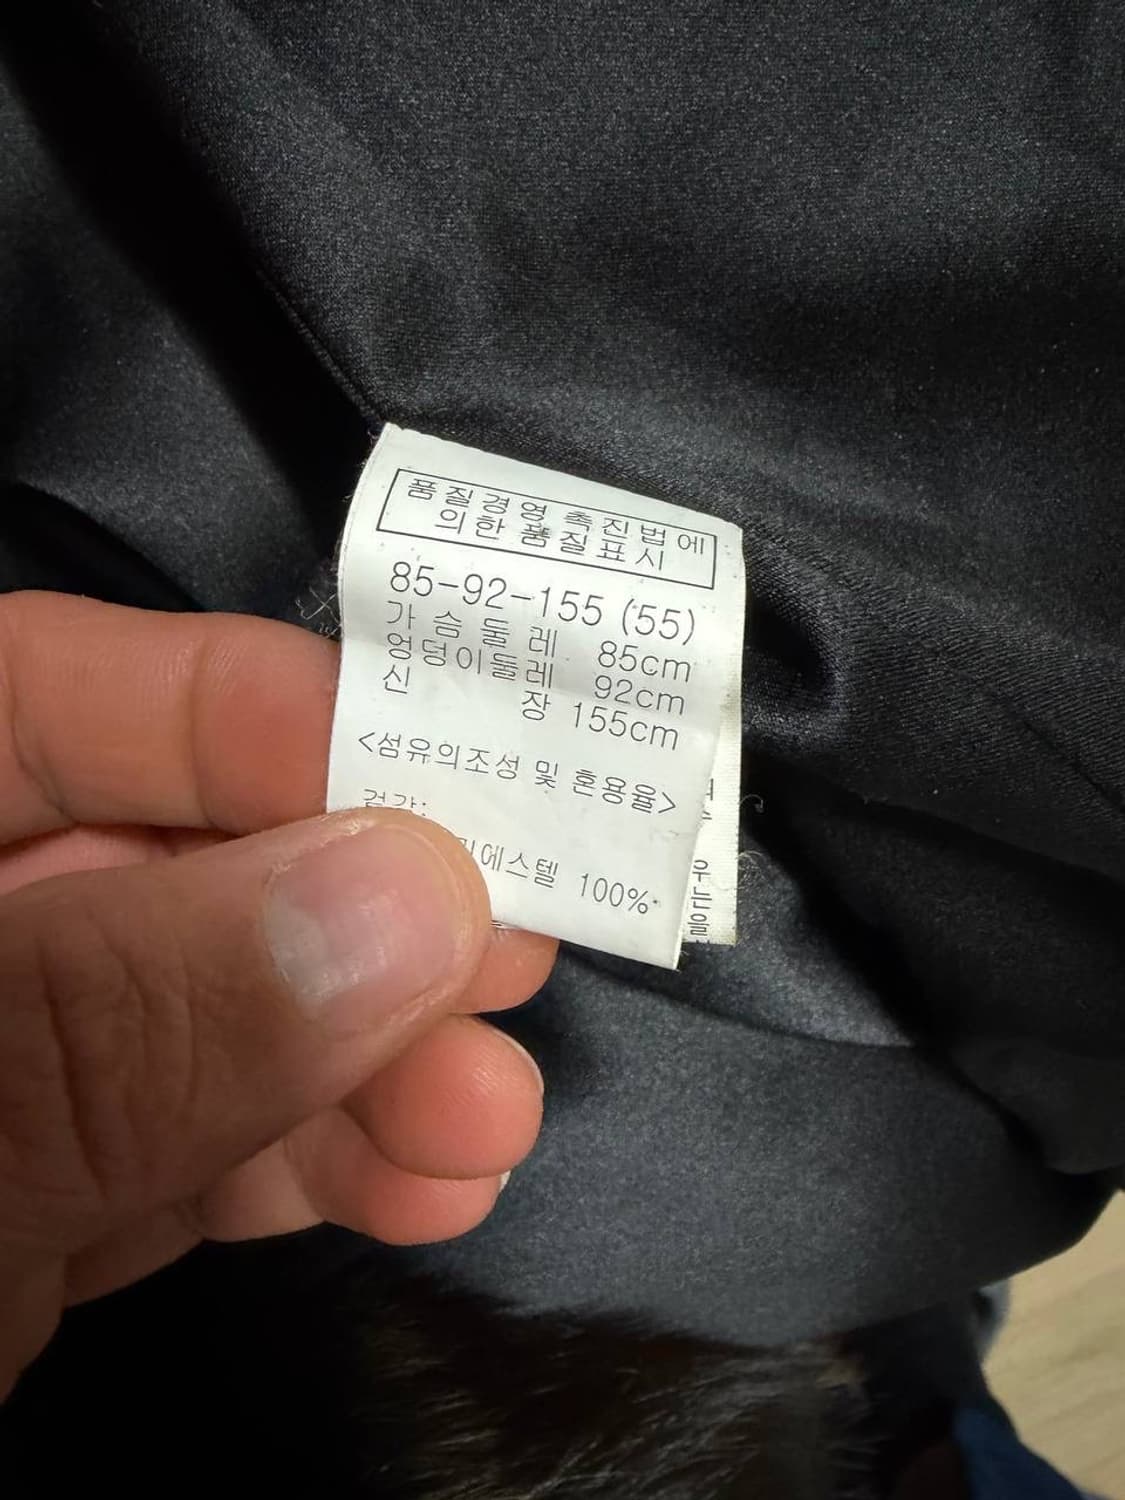 품질경영 촉진법에
의한 품질표시
85-92-155 (55)
가슴둘레 85cm
엉덩이둘레 92cm
신 장 155cm
<섬유의조성 및 혼용율>
겉감:
에스텔 100%